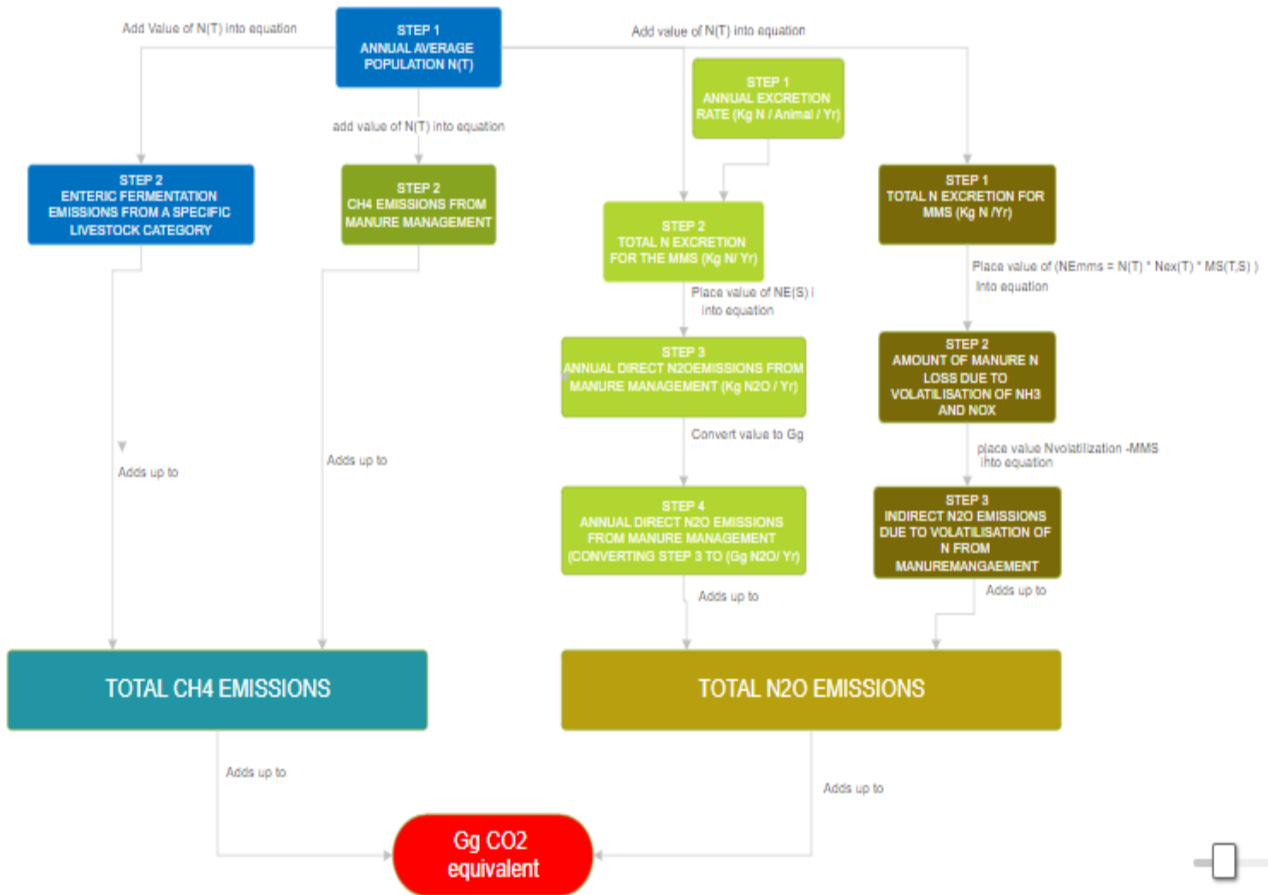 Add Value of N(T) into equation
STEP 1
ANNUAL AVERAGE
POPULATION N(T)
Add value of N(T) into equation
STEP 1
ANNUAL EXCRETION
RATE (Kg N / Animal / Yr)
add value of N(T) into equation
STEP 2
ENTERIC FERMENTATION
EMISSIONS FROM A SPECIFIC
LIVESTOCK CATEGORY
STEP 2
CH4 EMISSIONS FROM
MANURE MANAGEMENT
STEP 2
TOTAL N EXCRETION
FOR THE MMS (Kg N/ Yr)
STEP 1
TOTAL N EXCRETION FOR
MMS (Kg N /Yr)
Place value of NE(S) i
into equation
Place value of (NEmms = N(T) * Nex(T) * MS(T,S) )
Into equation
STEP 3
ANNUAL DIRECT N2OEMISSIONS FROM
MANURE MANAGEMENT (Kg N2O / Yr)
STEP 2
AMOUNT OF MANURE N
LOSS DUE TO
VOLATILISATION OF NH3
AND NOX
Convert value to Gg
place value Nvolatilization -MMS
into equation
Adds up to
Adds up to
STEP 4
ANNUAL DIRECT N2O EMISSIONS
FROM MANURE MANAGEMENT
(CONVERTING STEP 3 TO (Gg N2O/ Yr)
STEP 3
INDIRECT N2O EMISSIONS
DUE TO VOLATILISATION OF
N FROM
MANUREMANGAEMENT
Adds up to
Adds up to
TOTAL CH4 EMISSIONS
TOTAL N2O EMISSIONS
Adds up to
Adds up to
Gg CO2
equivalent